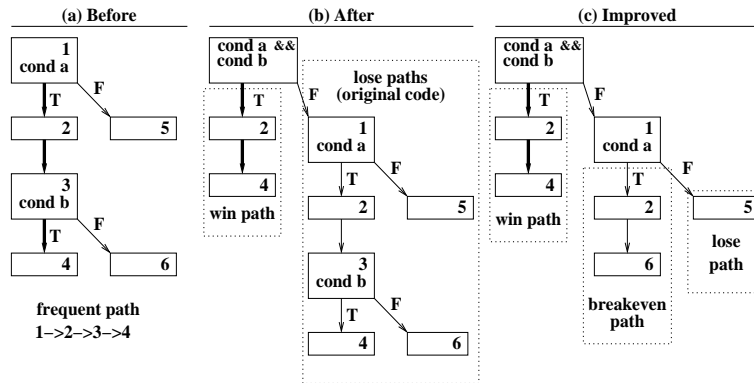 (a) Before
1
cond a
T
F
2
5
3
cond b
T
F
4
6
frequent path
1->2->3->4
(b) After
cond a &&
cond b
T
F
2
4
win path
lose paths
(original code)
1
cond a
T
F
2
5
3
cond b
T
F
4
6
(c) Improved
cond a &&
cond b
T
F
2
4
win path
1
cond a
T
F
2
5
6
breakeven
path
lose
path